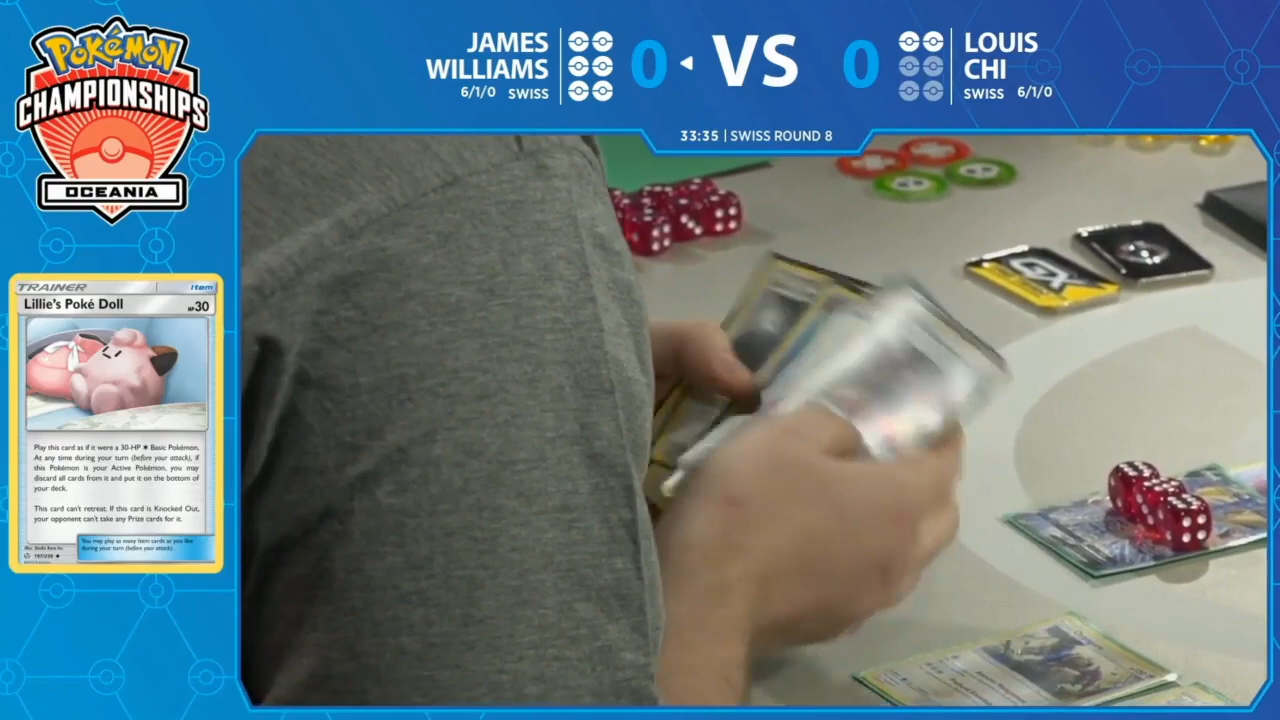 Pokémon
CHAMPIONSHIPS
OCEANIA
JAMES
WILLIAMS
6/1/0 SWISS
0
VS
0
LOUIS
CHI
SWISS 6/1/0
33:35 | SWISS ROUND 8
TRAINER
Item
Lillie's Poké Doll
HP30
Play this card as if it were a 30-HP Basic Pokémon.
At any time during your turn (before your attack), if
this Pokémon is your Active Pokémon, you may
discard all cards from it and put it on the bottom of
your deck.
This card can't retreat. If this card is Knocked Out,
your opponent can't take any Prize cards for it.
You may play as many Item cards as you like
during your turn (before your attack).
197/236
GX